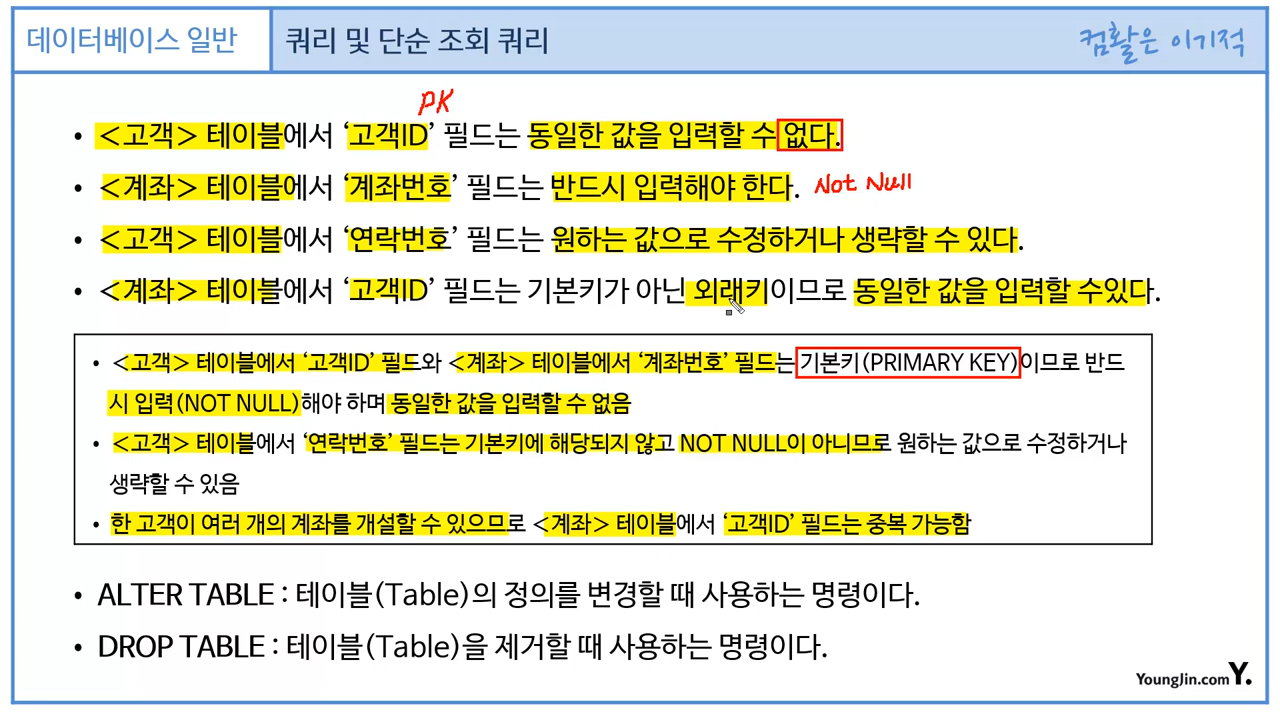 데이터베이스 일반
쿼리 및 단순 조회 쿼리
컴활은 이기적
PK
• <고객> 테이블에서 ‘고객ID’ 필드는 동일한 값을 입력할 수 없다.
• <계좌> 테이블에서 ‘계좌번호’ 필드는 반드시 입력해야 한다. Not Null
• <고객> 테이블에서 ‘연락번호’ 필드는 원하는 값으로 수정하거나 생략할 수 있다.
• <계좌> 테이블에서 ‘고객ID’ 필드는 기본키가 아닌 외래키이므로 동일한 값을 입력할 수있다.
• <고객> 테이블에서 ‘고객ID’ 필드와 <계좌> 테이블에서 ‘계좌번호’ 필드는 기본키(PRIMARY KEY)이므로 반드
시 입력(NOT NULL)해야 하며 동일한 값을 입력할 수 없음
• <고객> 테이블에서 ‘연락번호’ 필드는 기본키에 해당되지 않고 NOT NULL이 아니므로 원하는 값으로 수정하거나
생략할 수 있음
• 한 고객이 여러 개의 계좌를 개설할 수 있으므로 <계좌> 테이블에서 ‘고객ID’ 필드는 중복 가능함
• ALTER TABLE : 테이블(Table)의 정의를 변경할 때 사용하는 명령이다.
• DROP TABLE : 테이블(Table)을 제거할 때 사용하는 명령이다.
YoungJin.com Y.